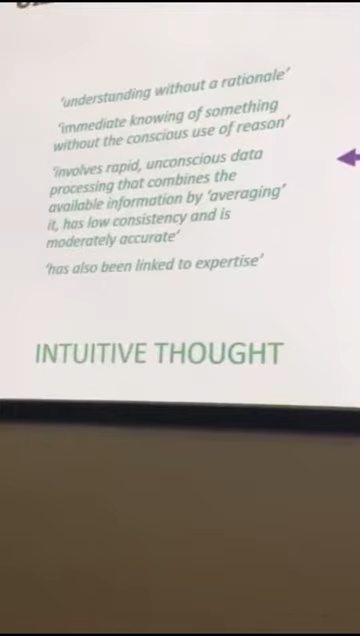 'understanding without a rationale'
'immediate knowing of something
without the conscious use of reason'
'involves rapid, unconscious data
processing that combines the
available information by 'averaging'
it, has low consistency and is
moderately accurate'
'has also been linked to expertise'
INTUITIVE THOUGHT